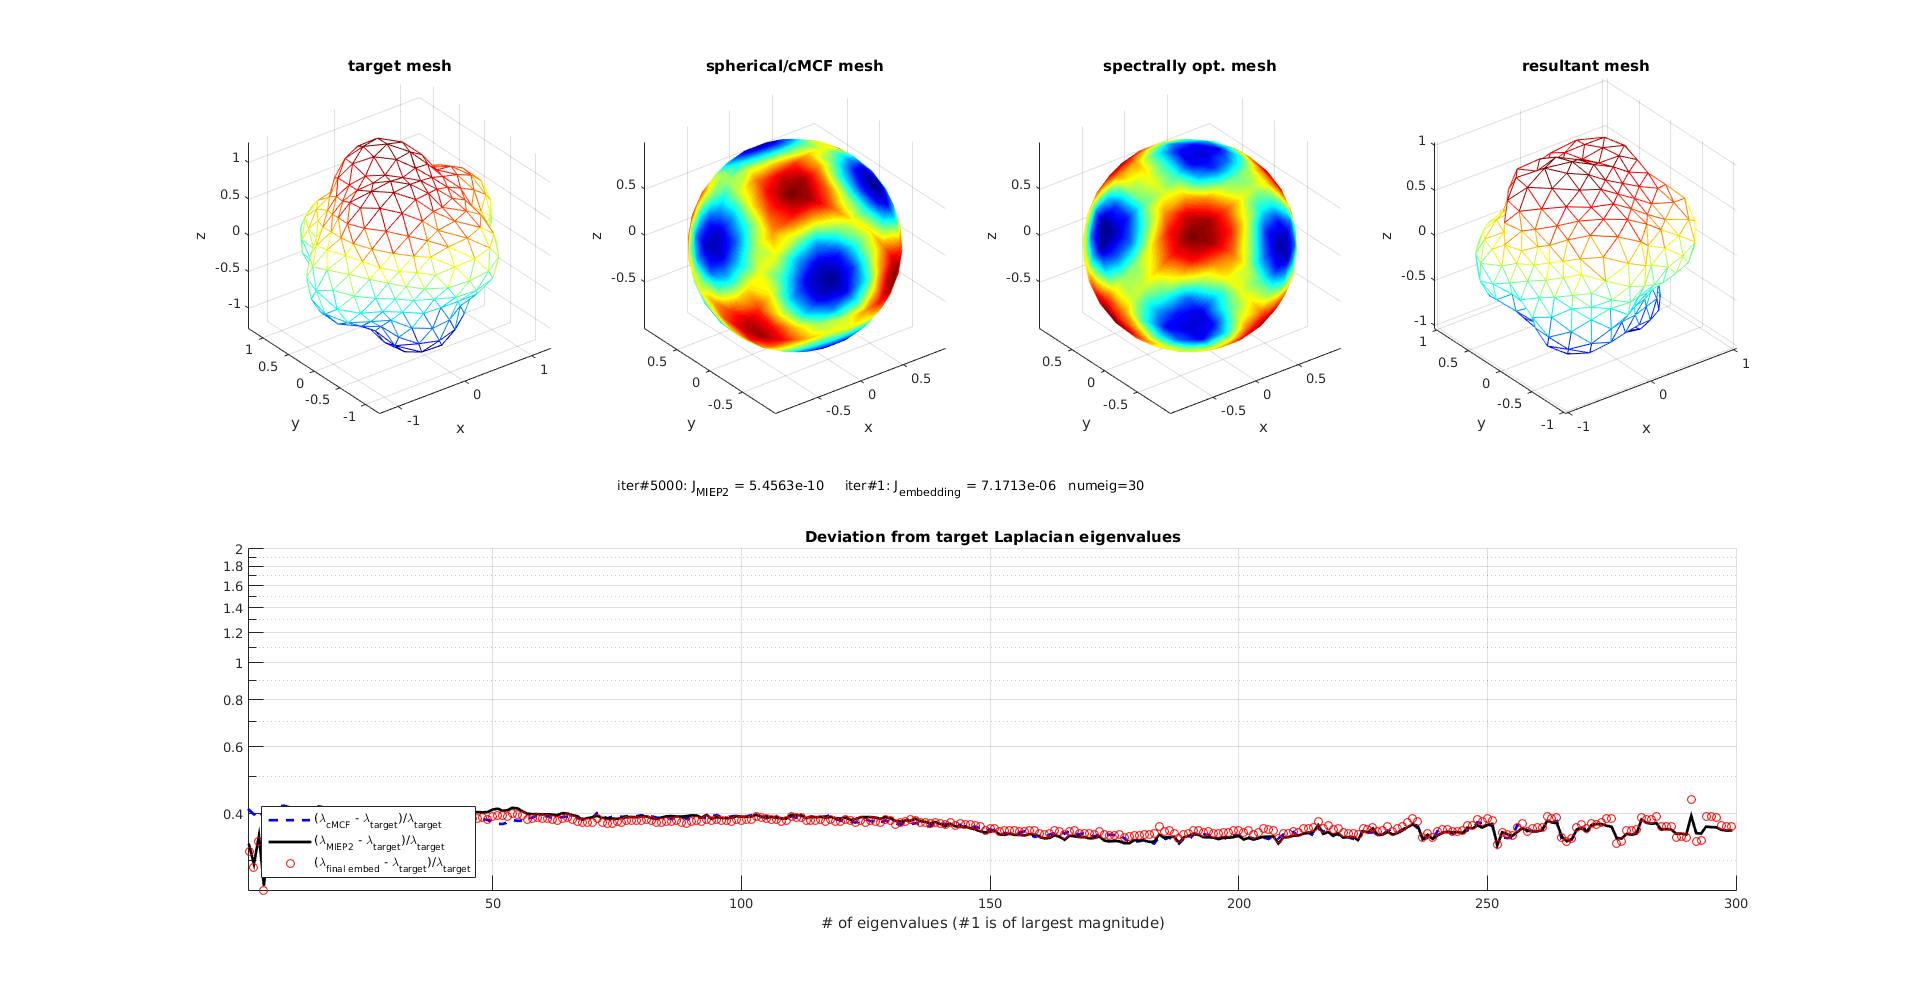 target mesh
spherical/cMCF mesh
spectrally opt. mesh
resultant mesh
z
1
0.5
0
-0.5
-1
1
0.5
0
-0.5
-1
y
-1
0
1
x
z
0.5
0
-0.5
0.5
0
-0.5
y
-0.5
0
0.5
x
z
0.5
0
-0.5
0.5
0
-0.5
y
-0.5
0
0.5
x
z
1
0.5
0
-0.5
-1
1
0.5
0
-0.5
-1
y
-1
0
1
x
iter#5000: J_MIEP2 = 5.4563e-10 iter#1: J_embedding = 7.1713e-06 numeig=30
Deviation from target Laplacian eigenvalues
2
1.8
1.6
1.4
1.2
1
0.8
0.6
0.4
(λ_cMCF - λ_target)/λ_target
(λ_MIEP2 - λ_target)/λ_target
(λ_final embed - λ_target)/λ_target
50 100 150 200 250 300
# of eigenvalues (#1 is of largest magnitude)